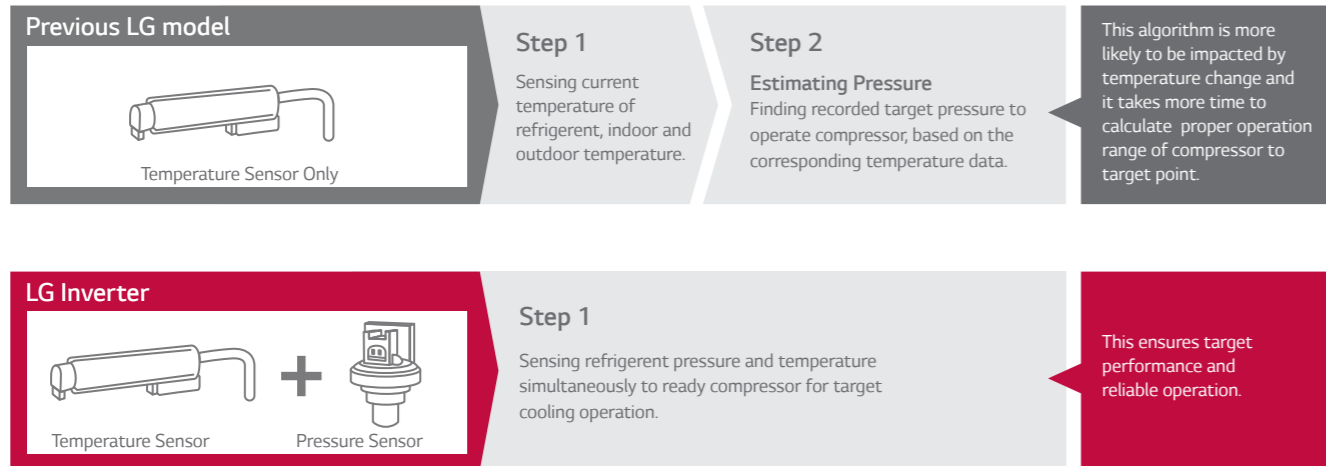 Previous LG model
Temperature Sensor Only
Step 1
Sensing current
temperature of
refrigerent, indoor and
outdoor temperature.
Step 2
Estimating Pressure
Finding recorded target pressure to
operate compressor, based on the
corresponding temperature data.
This algorithm is more
likely to be impacted by
temperature change and
it takes more time to
calculate proper operation
range of compressor to
target point.
LG Inverter
Temperature Sensor
+
Pressure Sensor
Step 1
Sensing refrigerent pressure and temperature
simultaneously to ready compressor for target
cooling operation.
This ensures target
performance and
reliable operation.